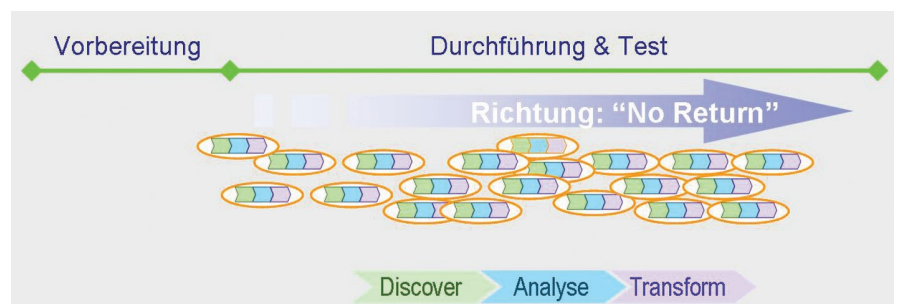 Vorbereitung
Durchführung & Test
Richtung: “No Return”
Discover
Analyse
Transform